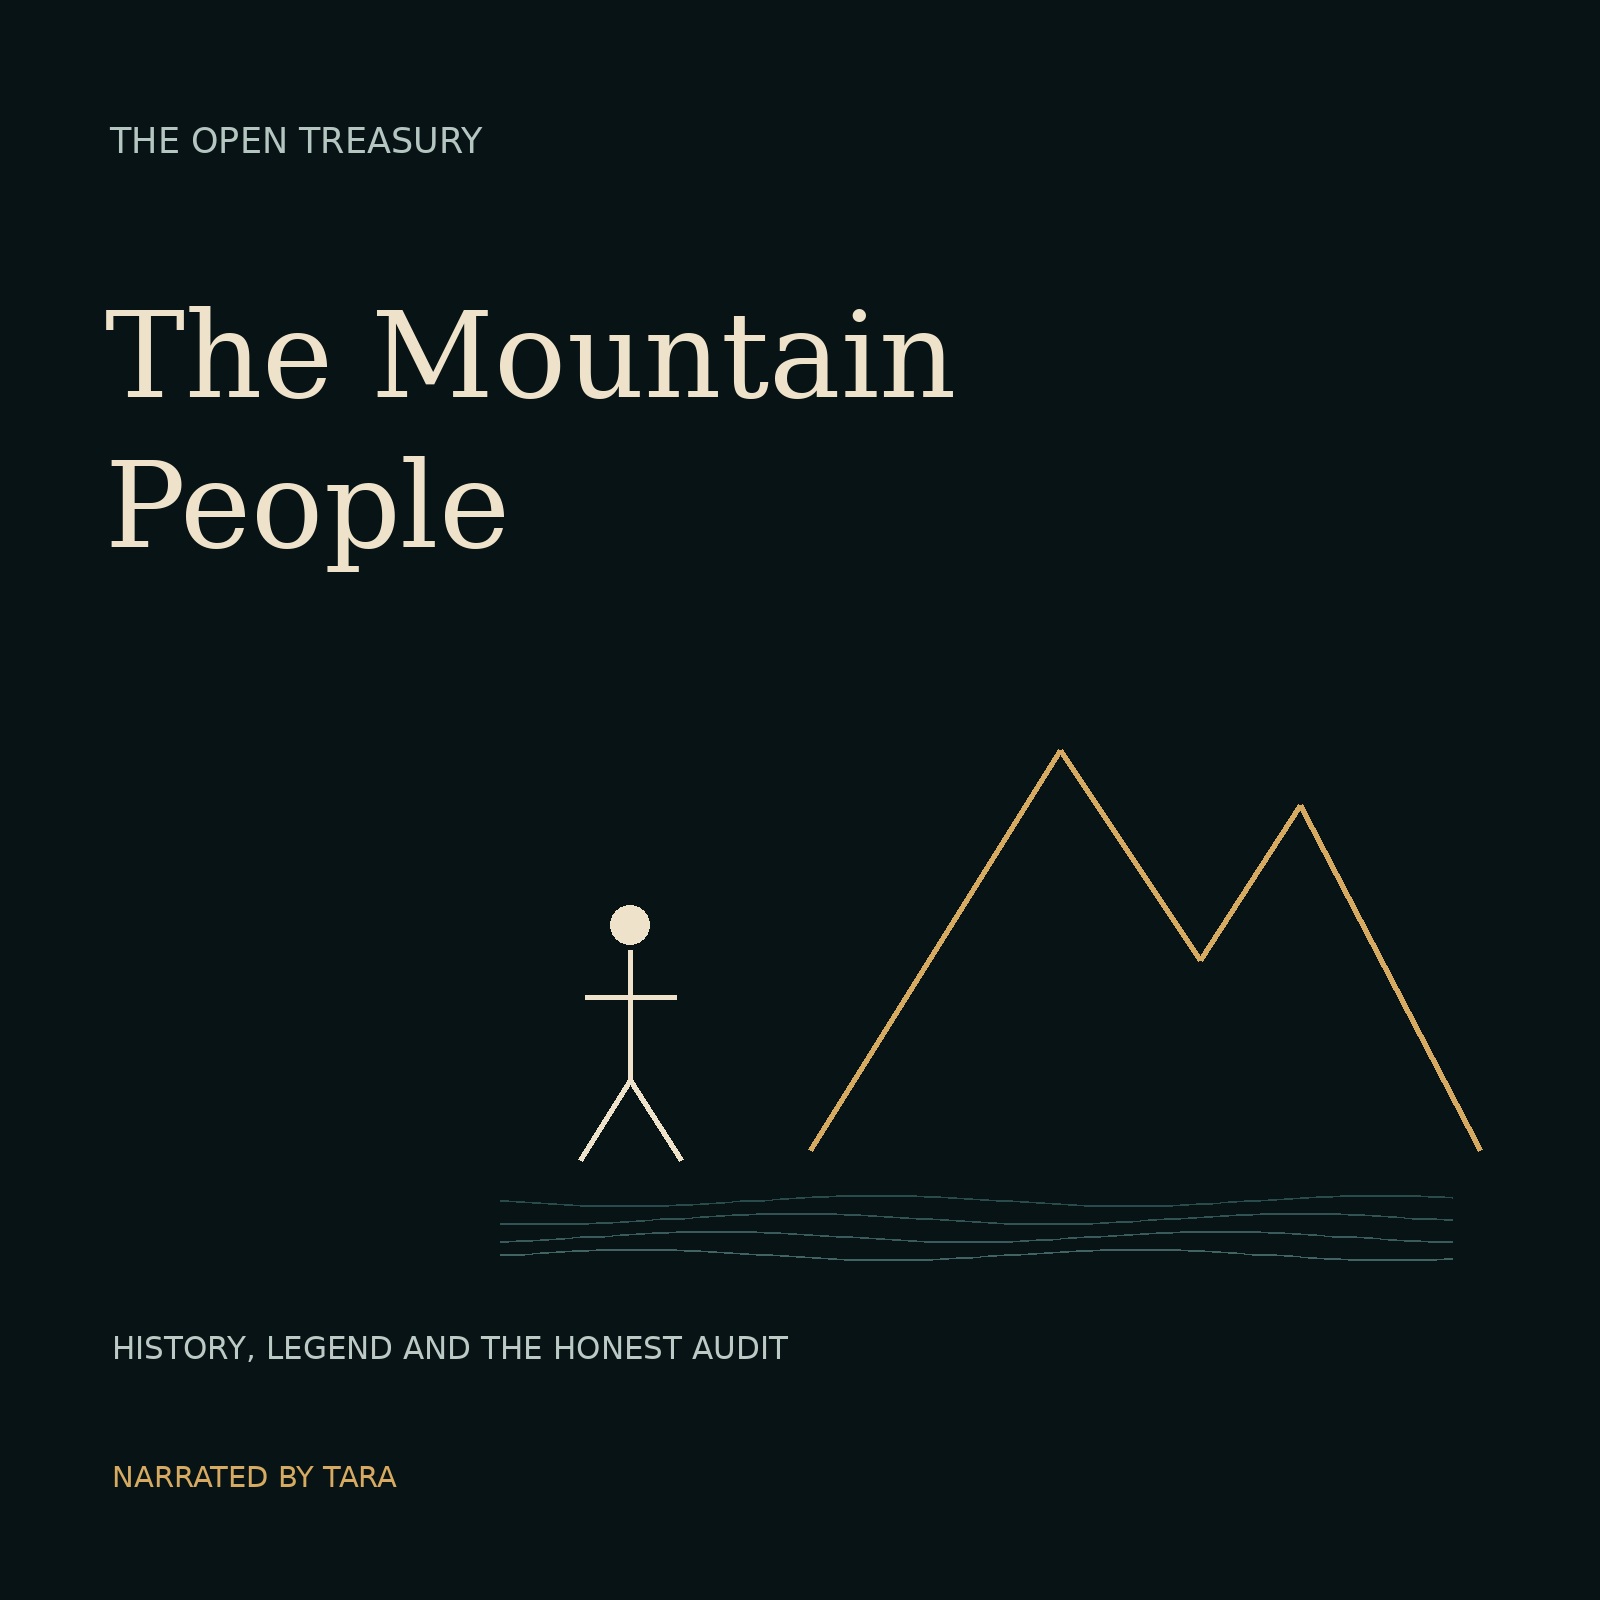 THE OPEN TREASURY
The Mountain
People
HISTORY, LEGEND AND THE HONEST AUDIT
NARRATED BY TARA